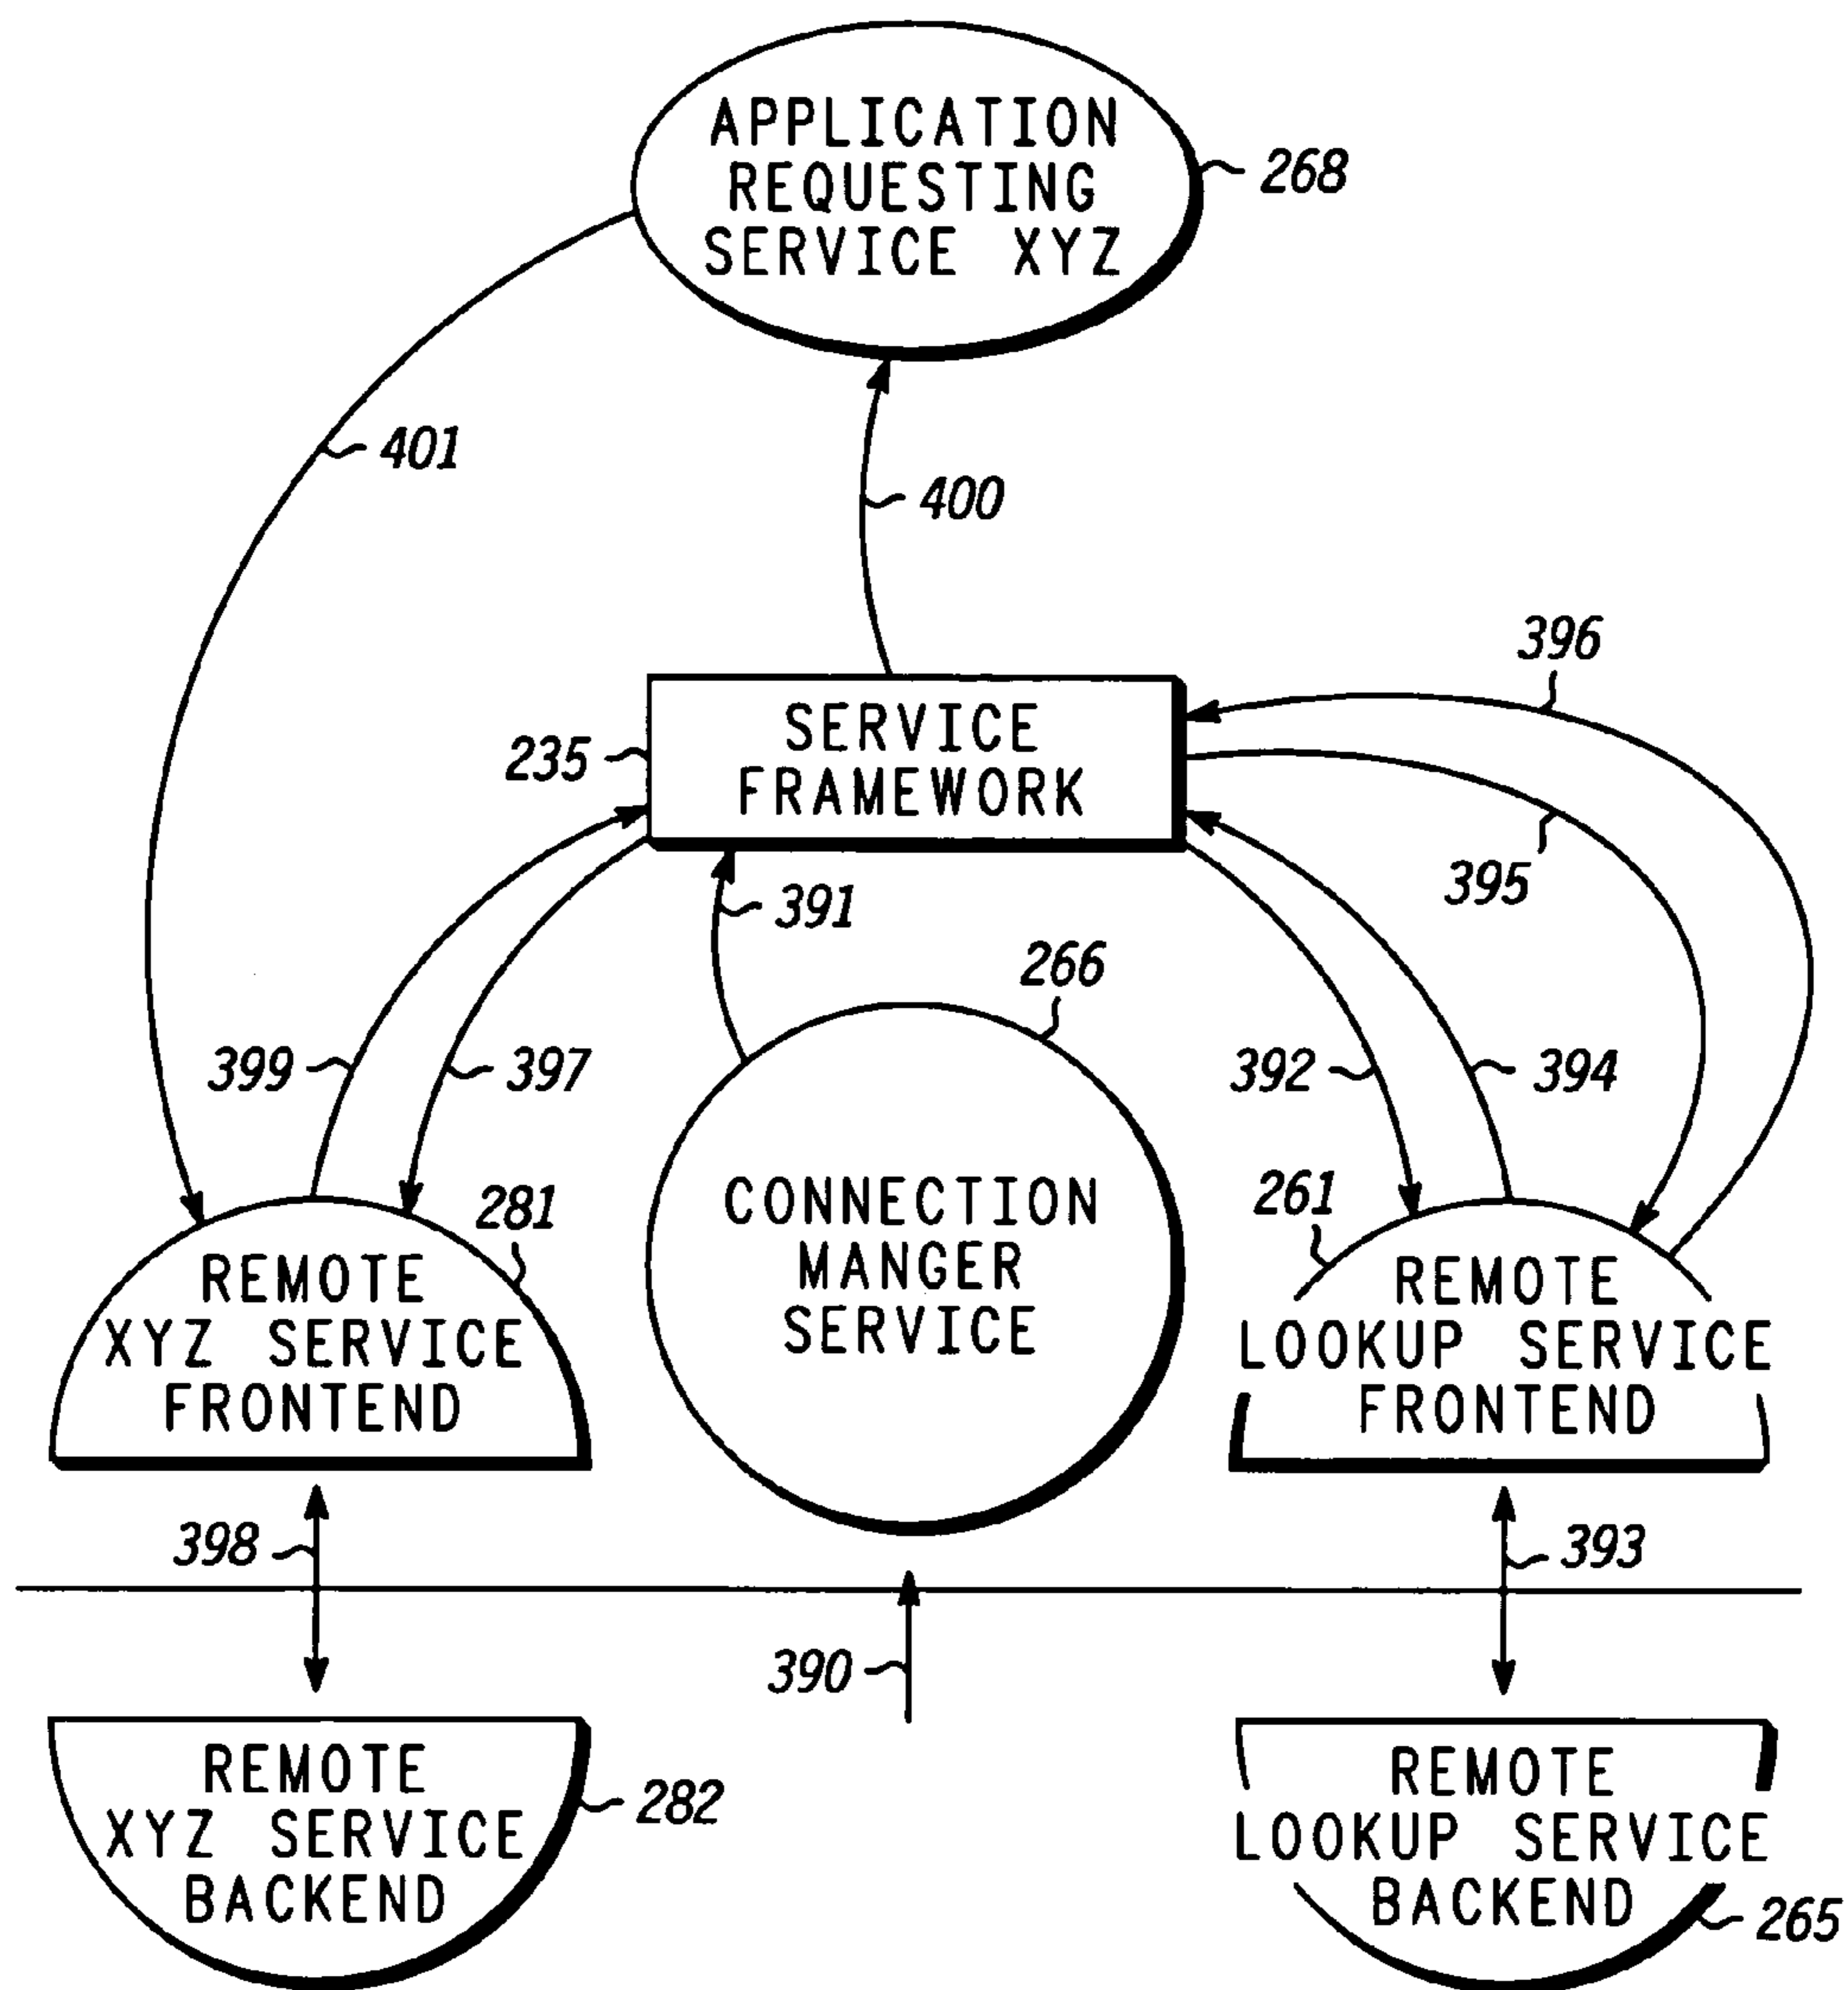 APPLICATION
REQUESTING
SERVICE XYZ
268
401
400
396
SERVICE
FRAMEWORK
235
395
391
266
399
397
392
394
281
261
CONNECTION
MANGER
SERVICE
REMOTE
XYZ SERVICE
FRONTEND
REMOTE
LOOKUP SERVICE
FRONTEND
398
393
390
REMOTE
XYZ SERVICE
BACKEND
282
REMOTE
LOOKUP SERVICE
BACKEND
265